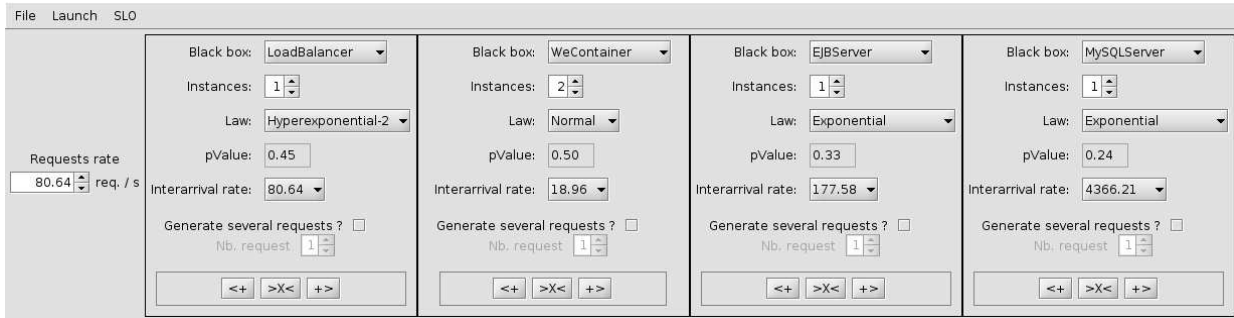 File Launch SLO
Requests rate
80.64 req. / s
Black box: LoadBalancer
Instances: 1
Law: Hyperexponential-2
pValue: 0.45
Interarrival rate: 80.64
Generate several requests ?
Nb. request 1
<+ >X< +>
Black box: WeContainer
Instances: 2
Law: Normal
pValue: 0.50
Interarrival rate: 18.96
Generate several requests ?
Nb. request 1
<+ >X< +>
Black box: EJBServer
Instances: 1
Law: Exponential
pValue: 0.33
Interarrival rate: 177.58
Generate several requests ?
Nb. request 1
<+ >X< +>
Black box: MySQLServer
Instances: 1
Law: Exponential
pValue: 0.24
Interarrival rate: 4366.21
Generate several requests ?
Nb. request 1
<+ >X< +>